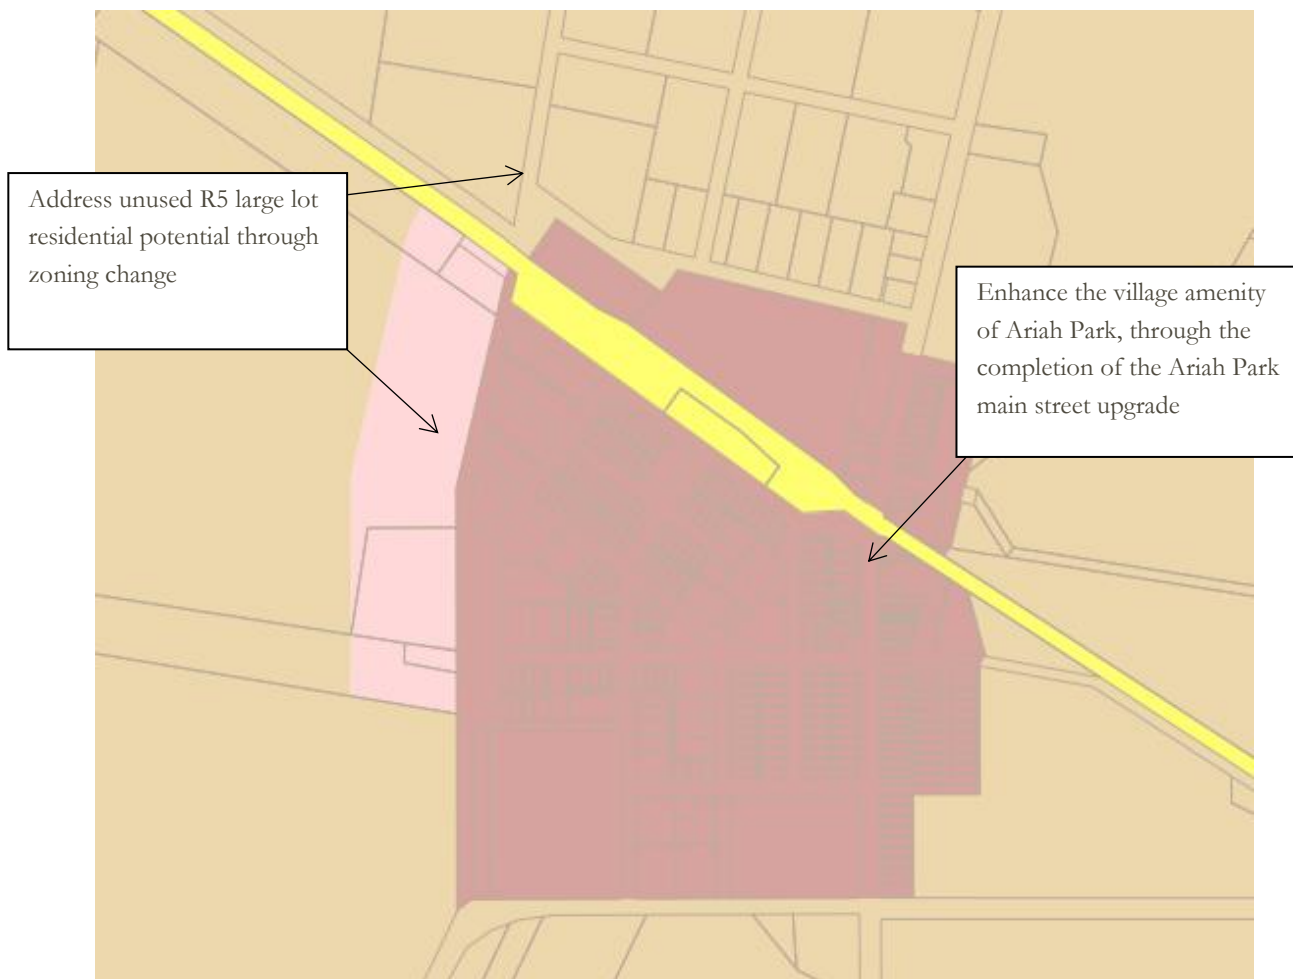 Address unused R5 large lot
residential potential through
zoning change
Enhance the village amenity
of Ariah Park, through the
completion of the Ariah Park
main street upgrade